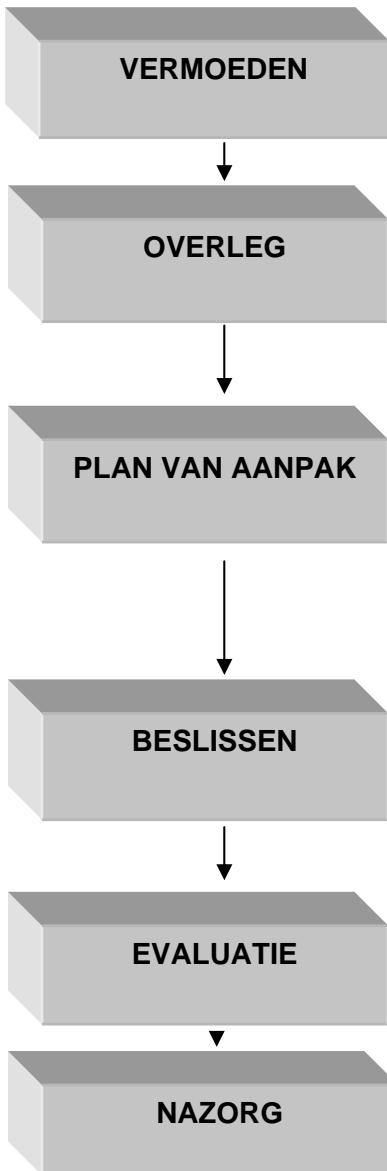 VERMOEDEN
OVERLEG
PLAN VAN AANPAK
BESLISSEN
EVALUATIE
NAZORG